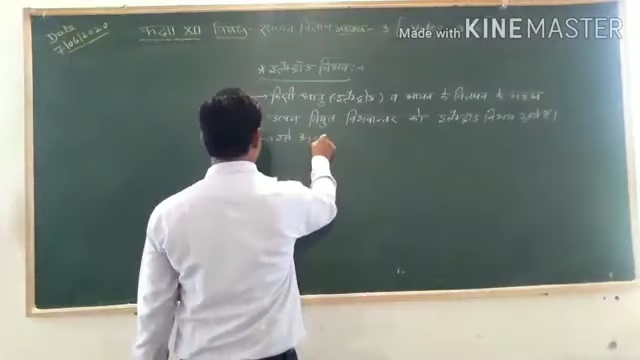 Date
7/06/2020
कक्षा XII विषय:- रसायन विज्ञान अध्याय- 3
Made with KINEMASTER
* इलैक्ट्रोड विभव :-
→ किसी धातु (इलैक्ट्रोड) व आयन के विलयन के मध्य
उत्पन्न विद्युत विभवान्तर को इलैक्ट्रोड विभव कहते हैं।
→ इसे